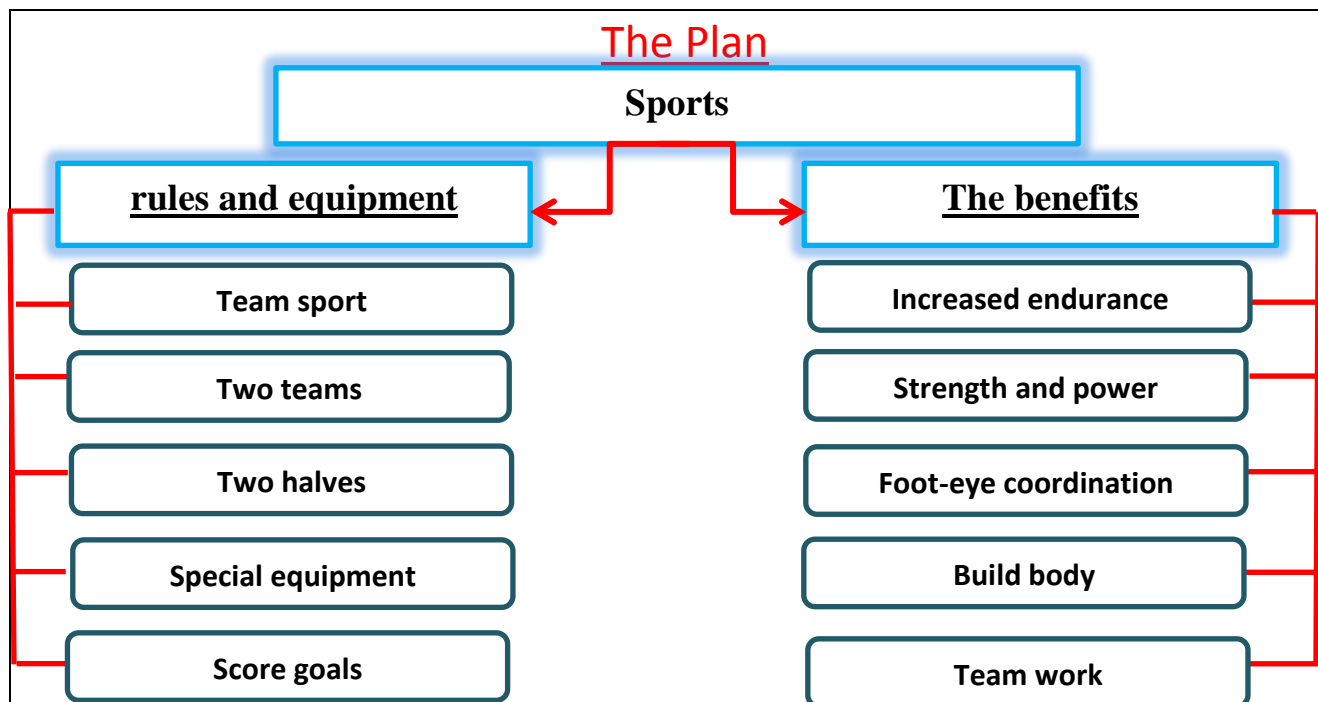 The Plan
Sports
rules and equipment
Team sport
Two teams
Two halves
Special equipment
Score goals
The benefits
Increased endurance
Strength and power
Foot-eye coordination
Build body
Team work